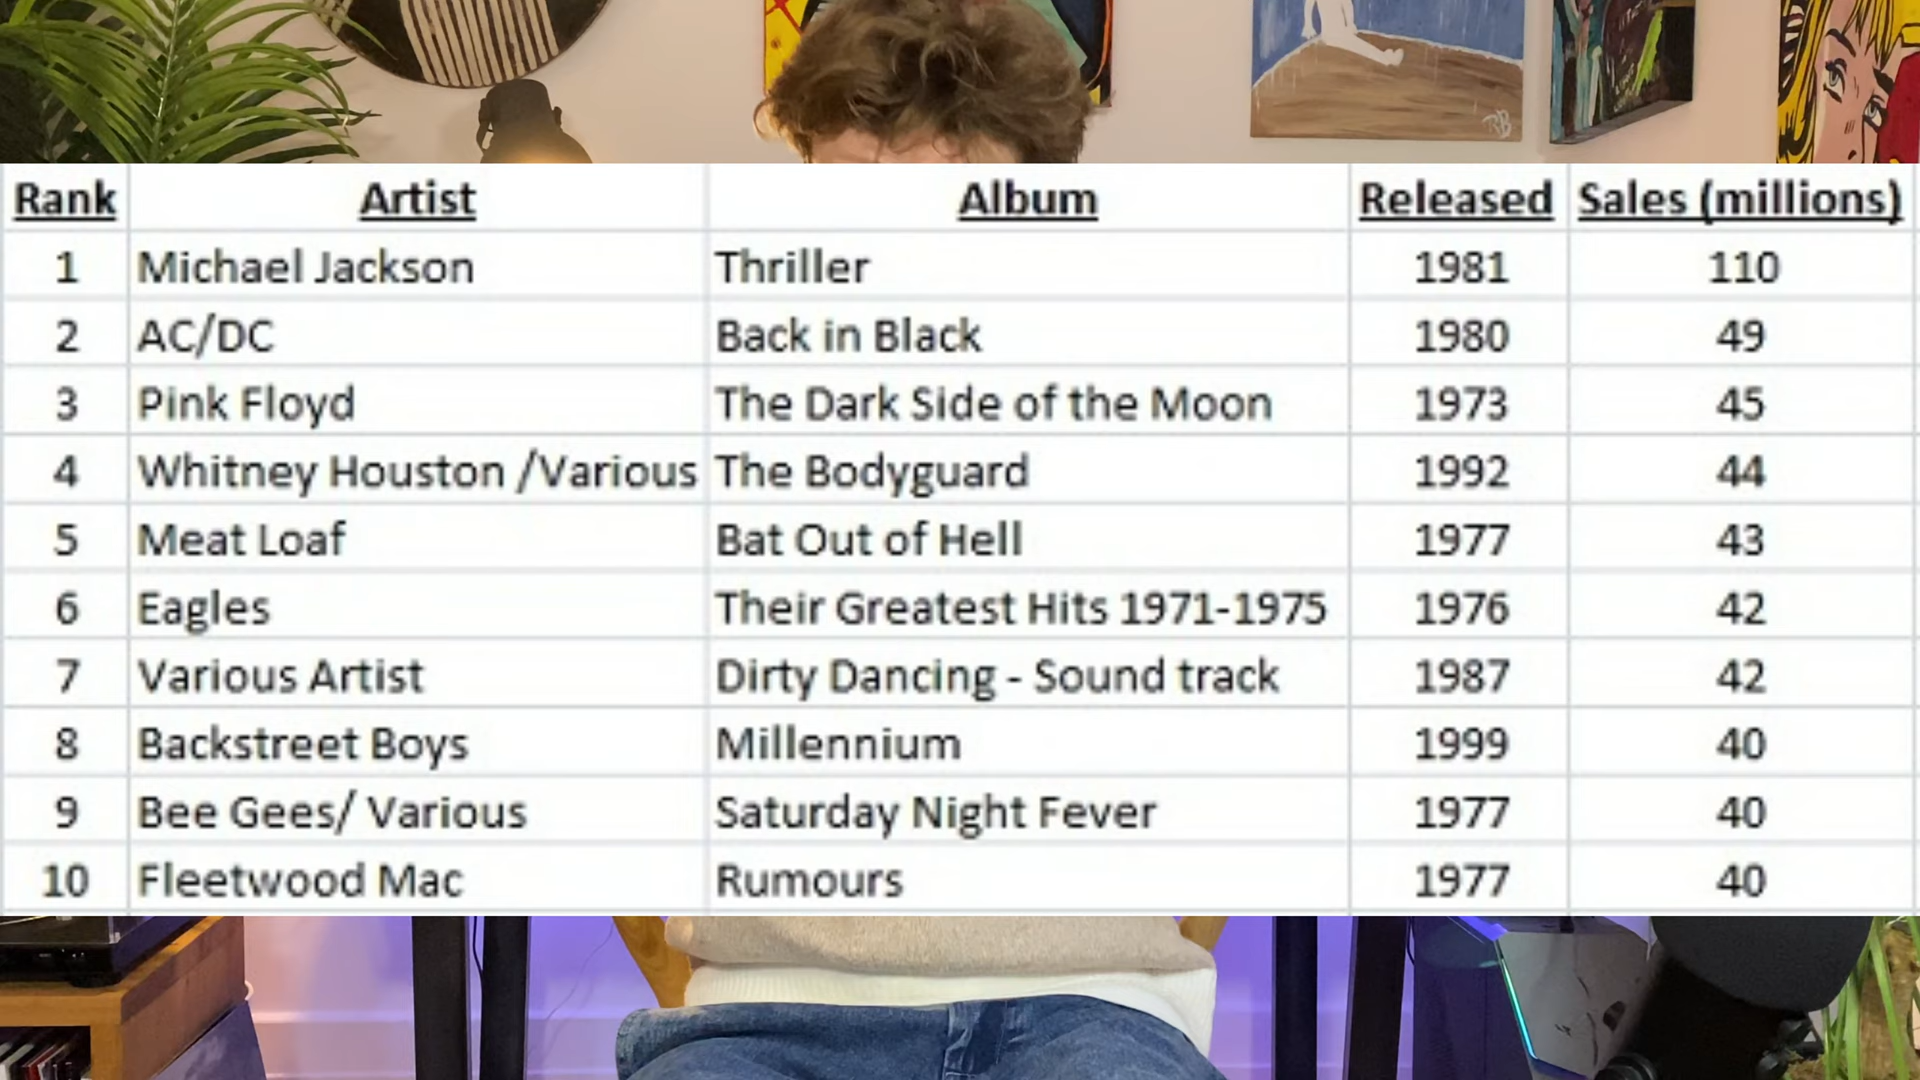 Rank Artist Album Released Sales (millions)
1 Michael Jackson Thriller 1981 110
2 AC/DC Back in Black 1980 49
3 Pink Floyd The Dark Side of the Moon 1973 45
4 Whitney Houston /Various The Bodyguard 1992 44
5 Meat Loaf Bat Out of Hell 1977 43
6 Eagles Their Greatest Hits 1971-1975 1976 42
7 Various Artist Dirty Dancing - Sound track 1987 42
8 Backstreet Boys Millennium 1999 40
9 Bee Gees/ Various Saturday Night Fever 1977 40
10 Fleetwood Mac Rumours 1977 40
RB